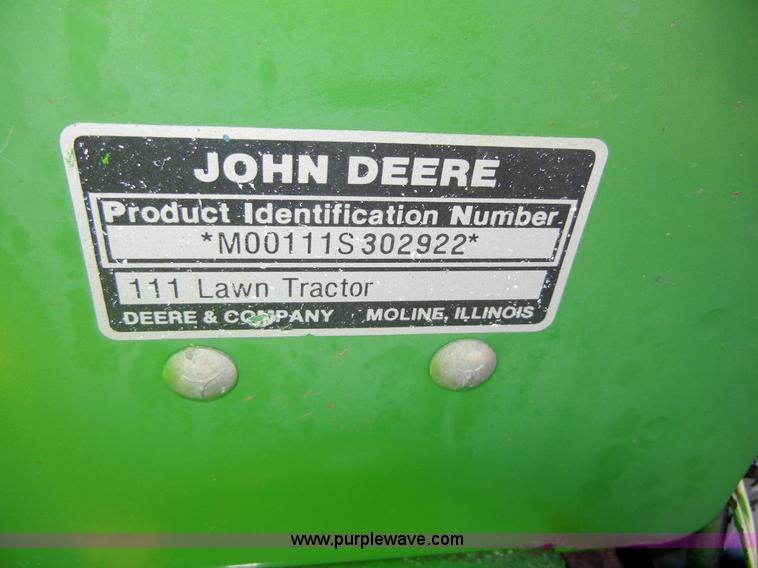 JOHN DEERE
Product Identification Number
*M00111S302922*
111 Lawn Tractor
DEERE & COMPANY MOLINE, ILLINOIS
www.purplewave.com